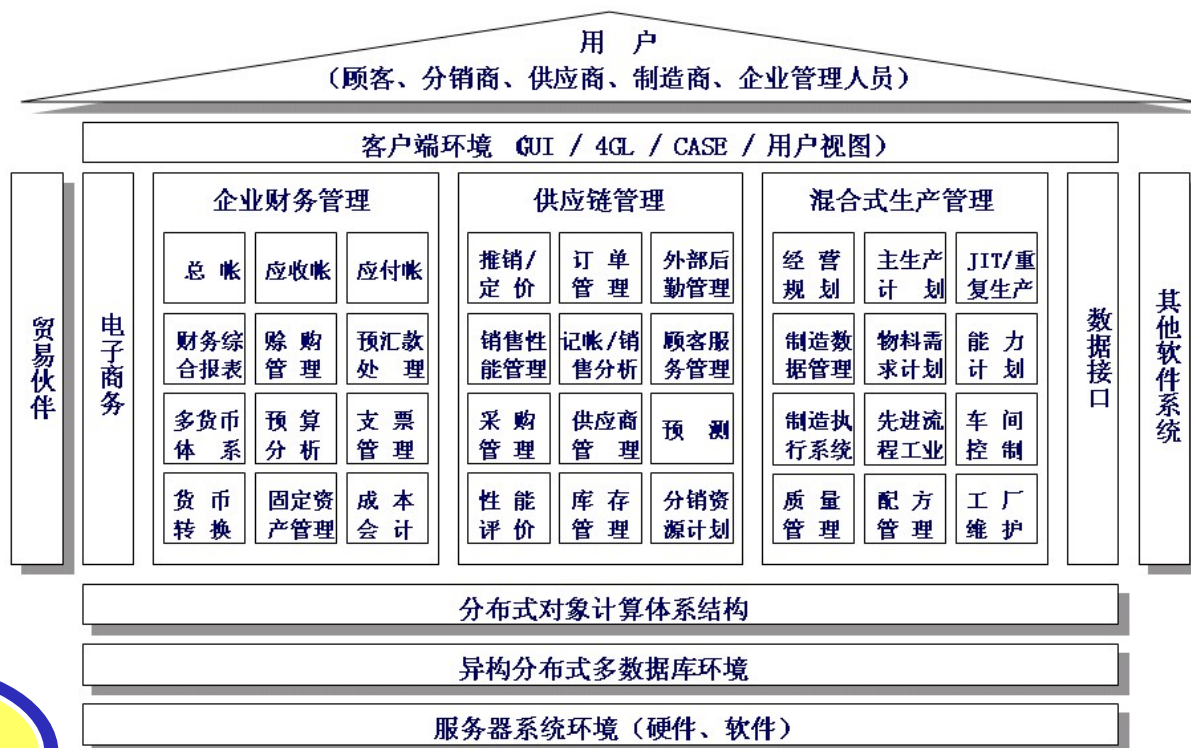 用 户
（顾客、分销商、供应商、制造商、企业管理人员）
客户端环境（GUI / 4GL / CASE / 用户视图）
贸易伙伴
电子商务
企业财务管理
总 帐
应收帐
应付帐
财务综
合报表
赊 购
管 理
预汇款
处 理
多货币
体 系
预 算
分 析
支 票
管 理
货 币
转 换
固定资
产管理
成 本
会 计
供应链管理
推销/
定 价
订 单
管 理
外部后
勤管理
销售性
能管理
记帐/销
售分析
顾客服
务管理
采 购
管 理
供应商
管 理
预 测
性 能
评 价
库 存
管 理
分销资
源计划
混合式生产管理
经 营
规 划
主生产
计 划
JIT/重
复生产
制造数
据管理
物料需
求计划
能 力
计 划
制造执
行系统
先进流
程工业
车 间
控 制
质 量
管 理
配 方
管 理
工 厂
维 护
数据接口
其他软件系统
分布式对象计算体系结构
异构分布式多数据库环境
服务器系统环境（硬件、软件）